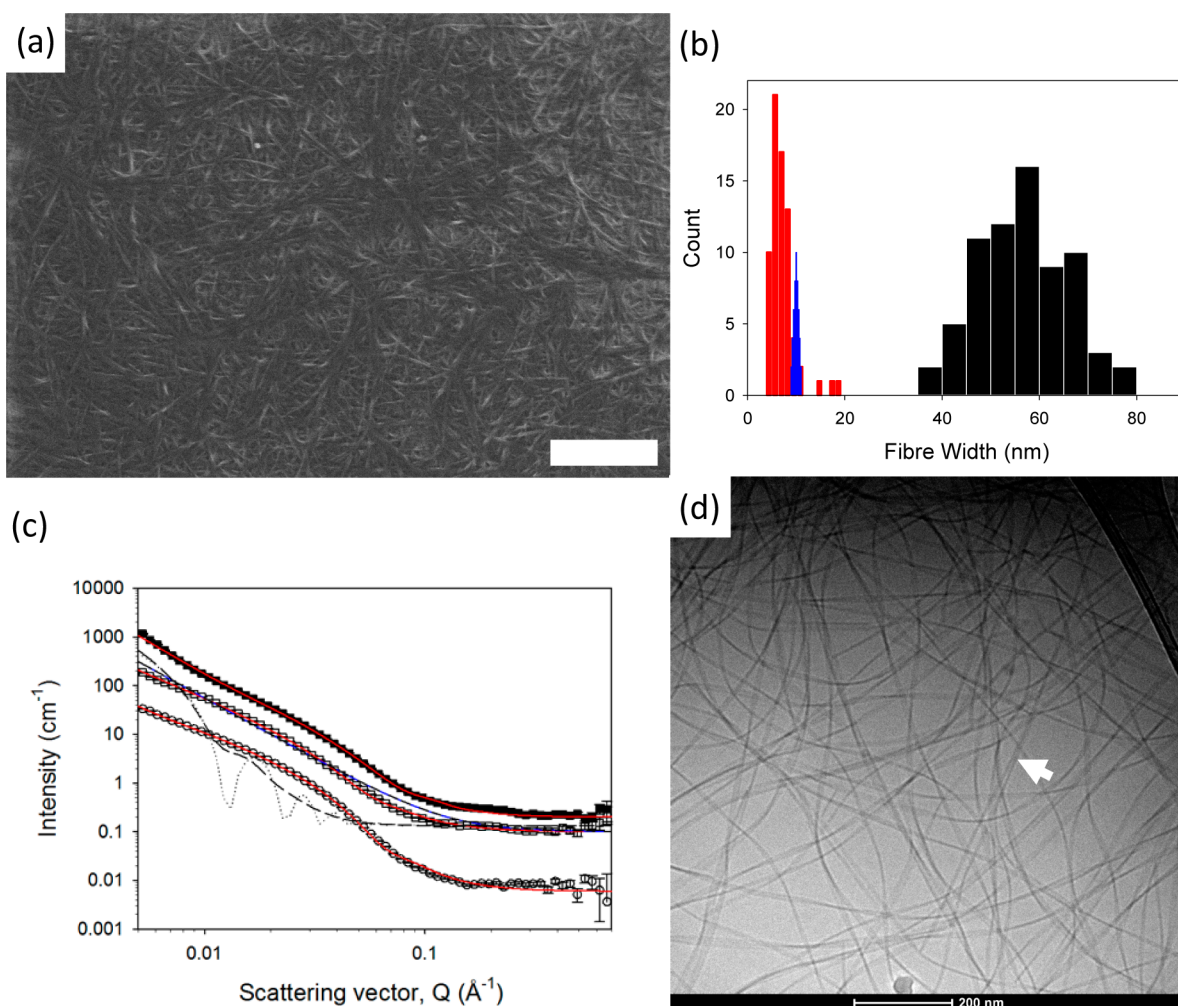 (a)
(b)
20
15
10
5
0
Count
0 20 40 60 80
Fibre Width (nm)
(c)
10000
1000
100
10
1
0.1
0.01
0.001
Intensity (cm⁻¹)
0.01 0.1
Scattering vector, Q (Å⁻¹)
(d)
200 nm